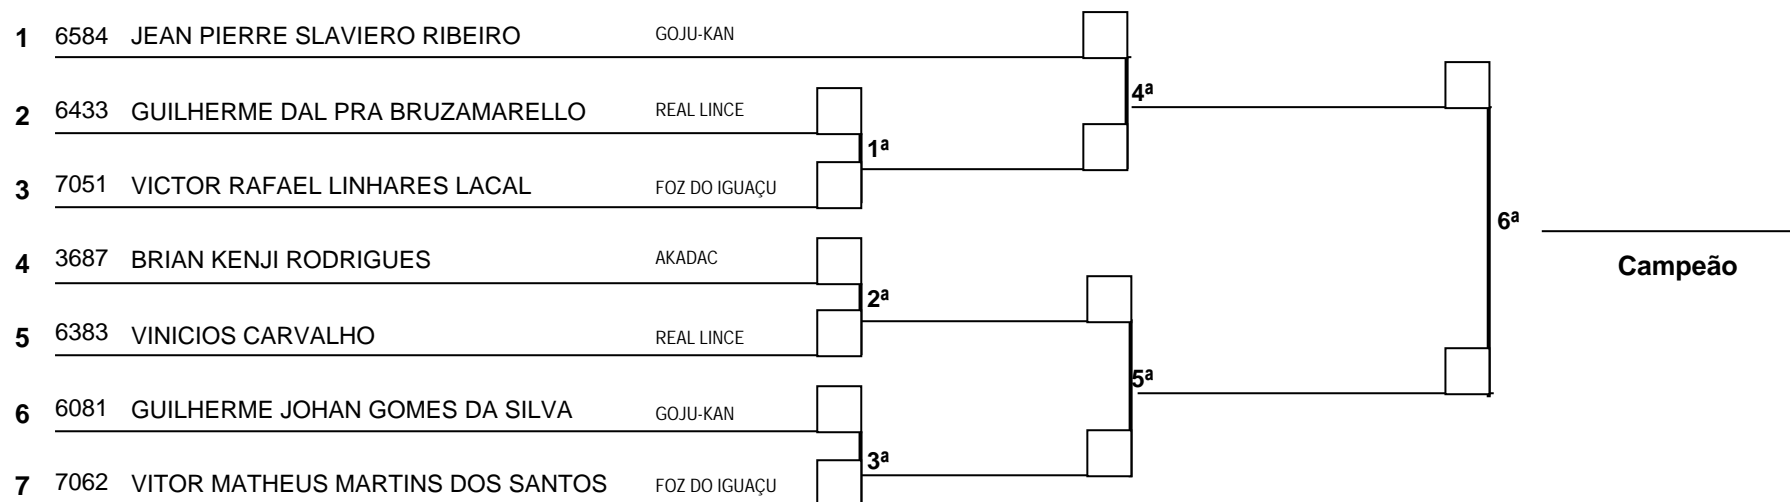 1 6584 JEAN PIERRE SLAVIERO RIBEIRO GOJU-KAN
2 6433 GUILHERME DAL PRA BRUZAMARELLO REAL LINCE
4ª
1ª
3 7051 VICTOR RAFAEL LINHARES LACAL FOZ DO IGUAÇU
6ª
4 3687 BRIAN KENJI RODRIGUES AKADAC
Campeão
2ª
5 6383 VINICIOS CARVALHO REAL LINCE
5ª
6 6081 GUILHERME JOHAN GOMES DA SILVA GOJU-KAN
3ª
7 7062 VITOR MATHEUS MARTINS DOS SANTOS FOZ DO IGUAÇU